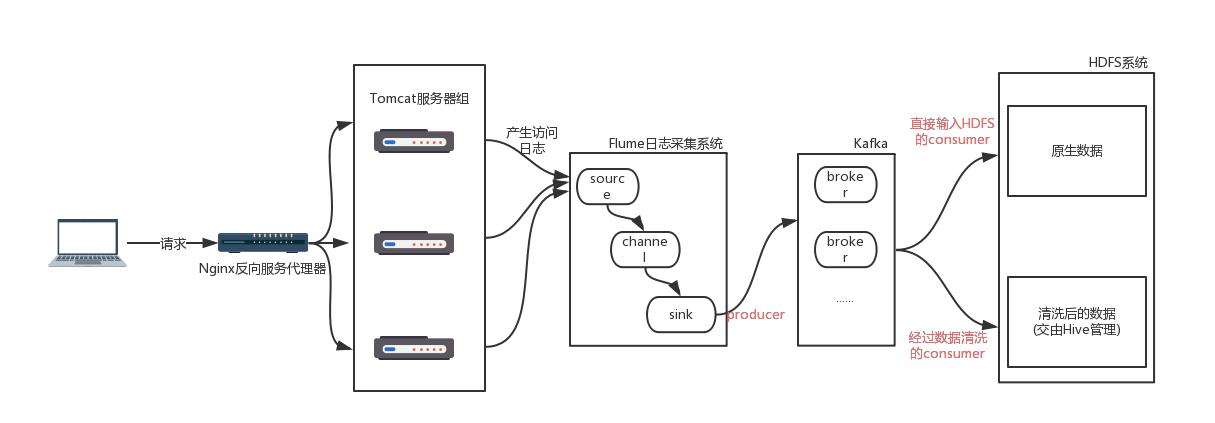 请求
Nginx反向服务代理器
Tomcat服务器组
产生访问
日志
Flume日志采集系统
sourc
e
channe
l
sink
producer
Kafka
broke
r
broke
r
......
直接输入HDFS
的consumer
经过数据清洗
的consumer
HDFS系统
原生数据
清洗后的数据
(交由Hive管理)